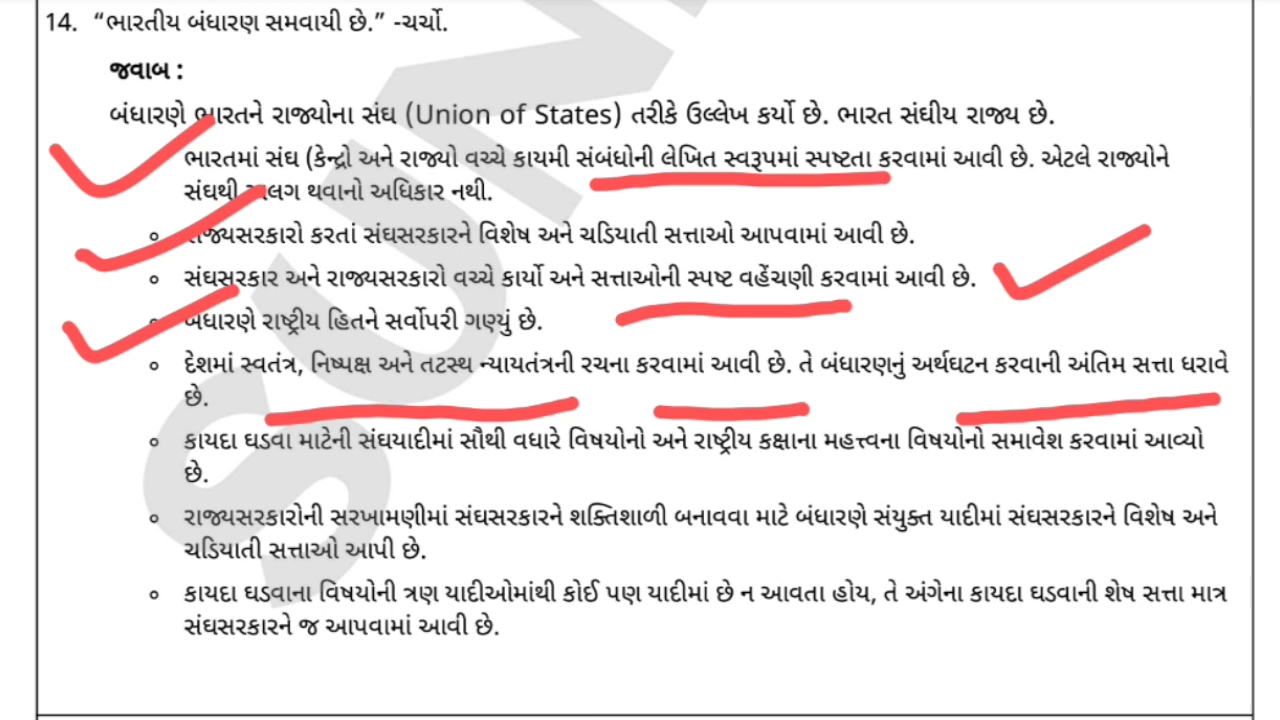 14. “ભારતીય બંધારણ સમવાયી છે.” -ચર્ચો.
જવાબ :
બંધારણે ભારતને રાજ્યોના સંઘ (Union of States) તરીકે ઉલ્લેખ કર્યો છે. ભારત સંઘીય રાજ્ય છે.
ભારતમાં સંઘ (કેન્દ્રો અને રાજ્યો વચ્ચે કાયમી સંબંધોની લેખિત સ્વરૂપમાં સ્પષ્ટતા કરવામાં આવી છે. એટલે રાજ્યોને
સંઘથી અલગ થવાનો અધિકાર નથી.
રાજ્યસરકારો કરતાં સંઘસરકારને વિશેષ અને ચડિયાતી સત્તાઓ આપવામાં આવી છે.
સંઘસરકાર અને રાજ્યસરકારો વચ્ચે કાર્યો અને સત્તાઓની સ્પષ્ટ વહેંચણી કરવામાં આવી છે.
બંધારણે રાષ્ટ્રીય હિતને સર્વોપરી ગણ્યું છે.
દેશમાં સ્વતંત્ર, નિષ્પક્ષ અને તટસ્થ ન્યાયતંત્રની રચના કરવામાં આવી છે. તે બંધારણનું અર્થઘટન કરવાની અંતિમ સત્તા ધરાવે
છે.
કાયદા ઘડવા માટેની સંઘયાદીમાં સૌથી વધારે વિષયોનો અને રાષ્ટ્રીય કક્ષાના મહત્ત્વના વિષયોનો સમાવેશ કરવામાં આવ્યો
છે.
રાજ્યસરકારોની સરખામણીમાં સંઘસરકારને શક્તિશાળી બનાવવા માટે બંધારણે સંયુક્ત યાદીમાં સંઘસરકારને વિશેષ અને
ચડિયાતી સત્તાઓ આપી છે.
કાયદા ઘડવાના વિષયોની ત્રણ યાદીઓમાંથી કોઈ પણ યાદીમાં છે ન આવતા હોય, તે અંગેના કાયદા ઘડવાની શેષ સત્તા માત્ર
સંઘસરકારને જ આપવામાં આવી છે.